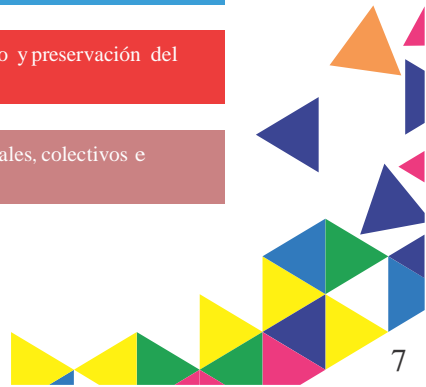 o y preservación del
ales, colectivos e
7